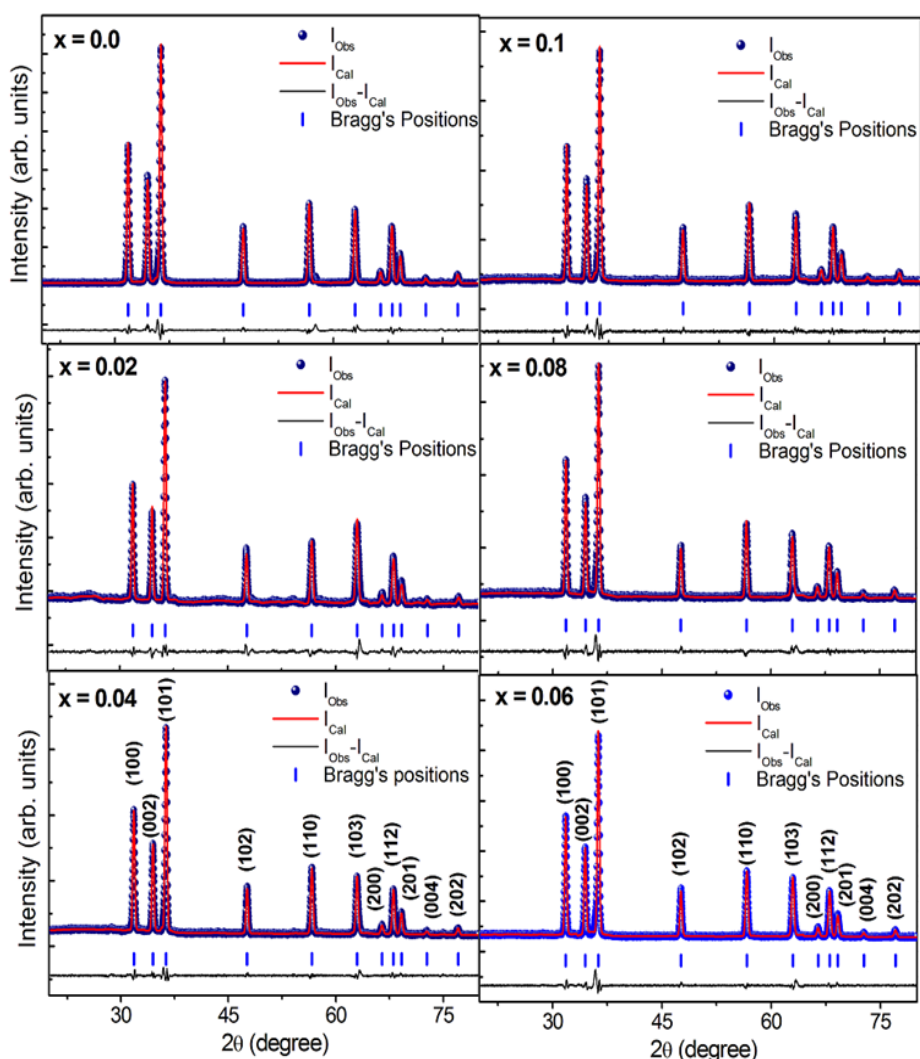 x = 0.0
I_Obs
I_Cal
I_Obs-I_Cal
Bragg's Positions
Intensity (arb. units)
x = 0.1
I_Obs
I_Cal
I_Obs-I_Cal
Bragg's Positions
x = 0.02
I_Obs
I_Cal
I_Obs-I_Cal
Bragg's Positions
Intensity (arb. units)
x = 0.08
I_Obs
I_Cal
I_Obs-I_Cal
Bragg's Positions
x = 0.04
I_Obs
I_Cal
I_Obs-I_Cal
Bragg's positions
Intensity (arb. units)
(100)
(002)
(101)
(102)
(110)
(103)
(200)
(112)
(201)
(004)
(202)
30 45 60 75
2θ (degree)
x = 0.06
I_Obs
I_Cal
I_Obs-I_Cal
Bragg's Positions
(100)
(002)
(101)
(102)
(110)
(103)
(200)
(112)
(201)
(004)
(202)
30 45 60 75
2θ (degree)